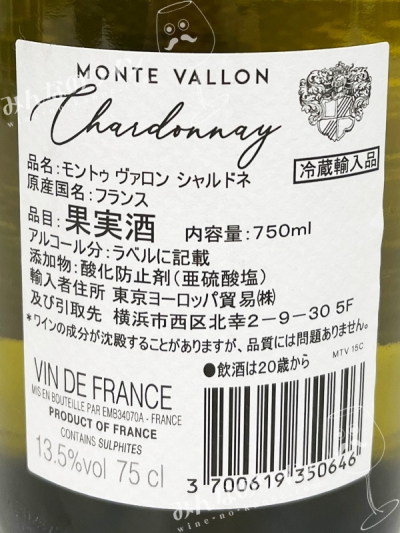 MONTE VALLON
Chardonnay
品名：モントゥ ヴァロン シャルドネ
冷蔵輸入品
原産国名：フランス
品目：果実酒 内容量：750ml
アルコール分：ラベルに記載
添加物：酸化防止剤（亜硫酸塩）
輸入者住所 東京ヨーロッパ貿易㈱
及び引取先 横浜市西区北幸2－9－30 5F
*ワインの成分が沈殿することがありますが、品質には問題ありません。
MTV 15C
●飲酒は20歳から
VIN DE FRANCE
MIS EN BOUTEILLE PAR EMB34070A - FRANCE
PRODUCT OF FRANCE
CONTAINS SULPHITES
13.5%vol 75 cl
3 700619 350646